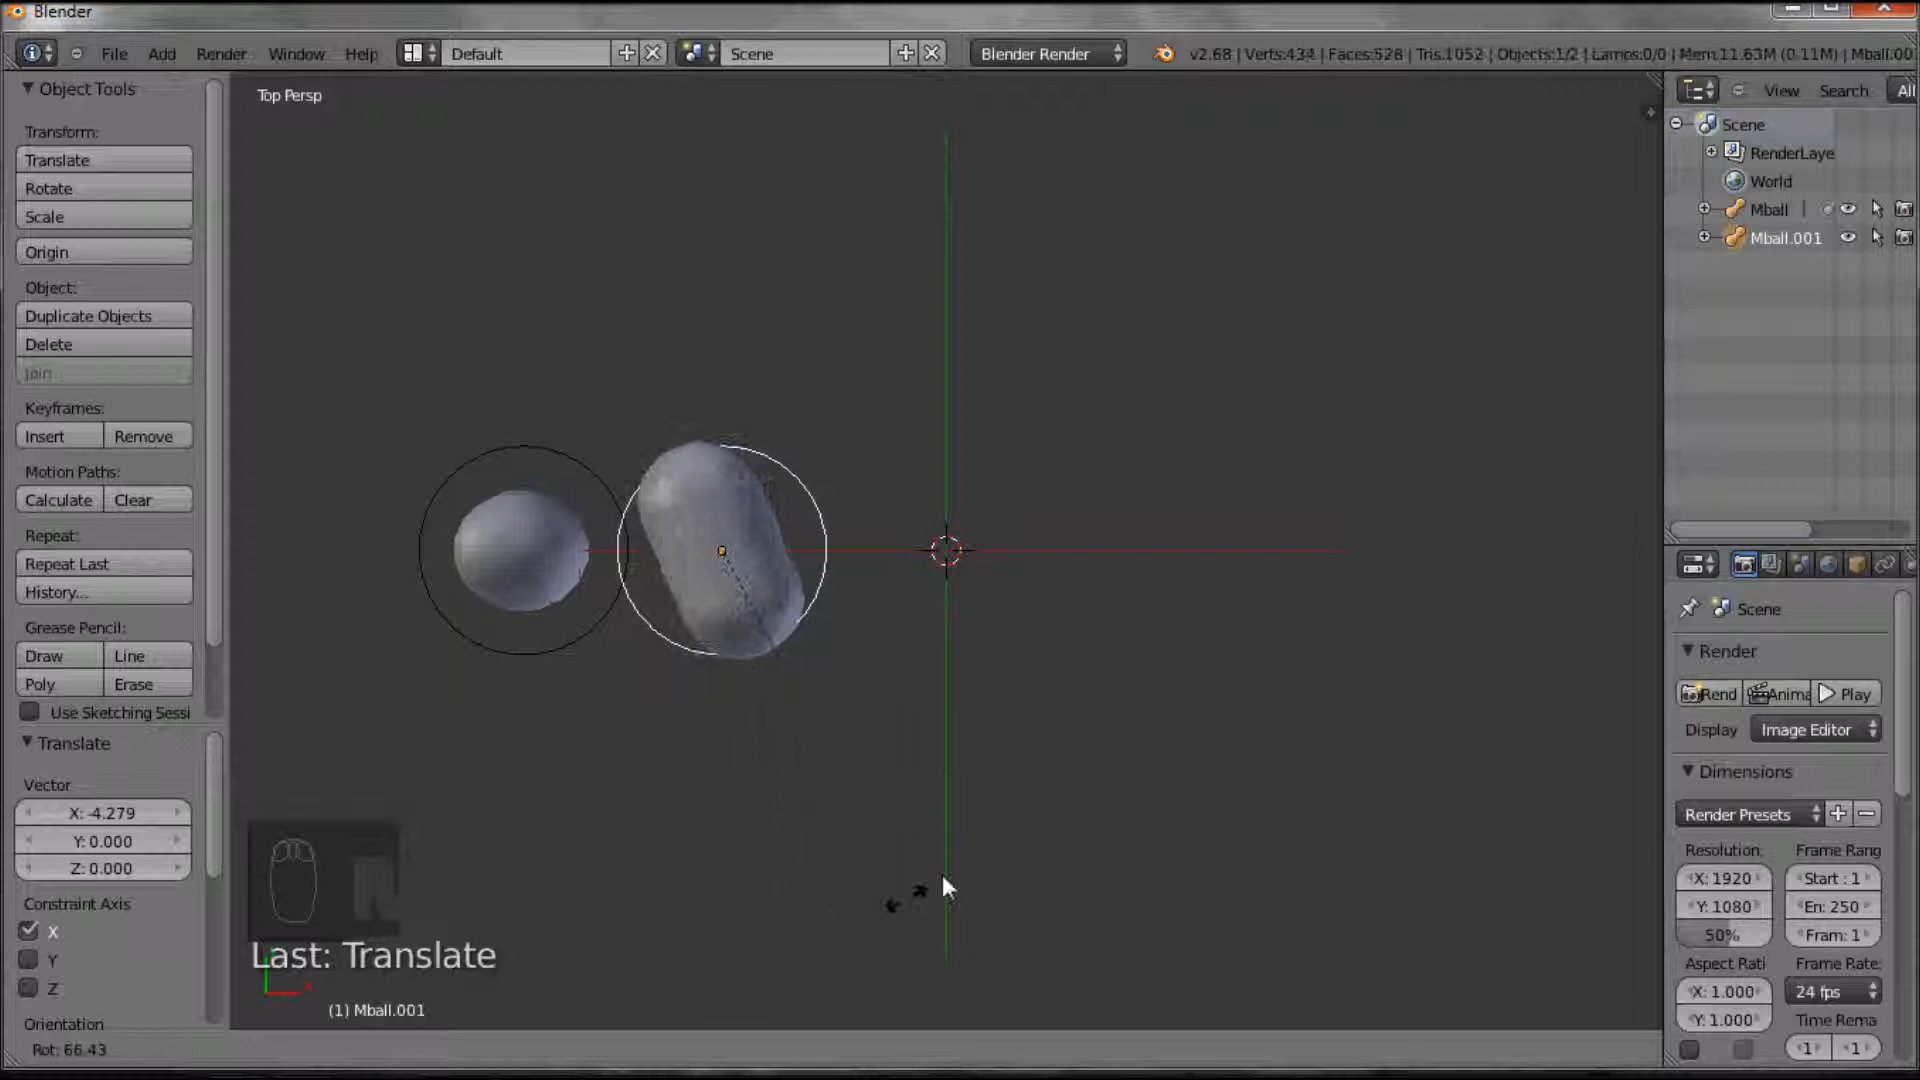 Blender
File Add Render Window Help Default Scene Blender Render v2.68 | Verts:434 | Faces:528 | Tris:1052 | Objects:1/2 | Lamps:0/0 | Mem:11.63M (0.11M) | Mball.00
Object Tools
Transform:
Translate
Rotate
Scale
Origin
Object:
Duplicate Objects
Delete
Join
Keyframes:
Insert Remove
Motion Paths:
Calculate Clear
Repeat:
Repeat Last
History...
Grease Pencil:
Draw Line
Poly Erase
Use Sketching Sessi
Translate
Vector
X: -4.279
Y: 0.000
Z: 0.000
Constraint Axis
X
Y
Z
Orientation
Rot: 66.43
Top Persp
Last: Translate
(1) Mball.001
View Search All
Scene
RenderLaye
World
Mball
Mball.001
Scene
Render
Rend Anima Play
Display Image Editor
Dimensions
Render Presets
Resolution: Frame Rang
X: 1920 Start : 1
Y: 1080 En: 250
50% Fram: 1
Aspect Rati Frame Rate:
X: 1.000 24 fps
Y: 1.000 Time Rema
1 1